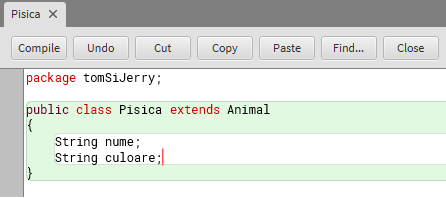 Pisica ×
Compile Undo Cut Copy Paste Find... Close
package tomSiJerry;
public class Pisica extends Animal
{
String nume;
String culoare;
}